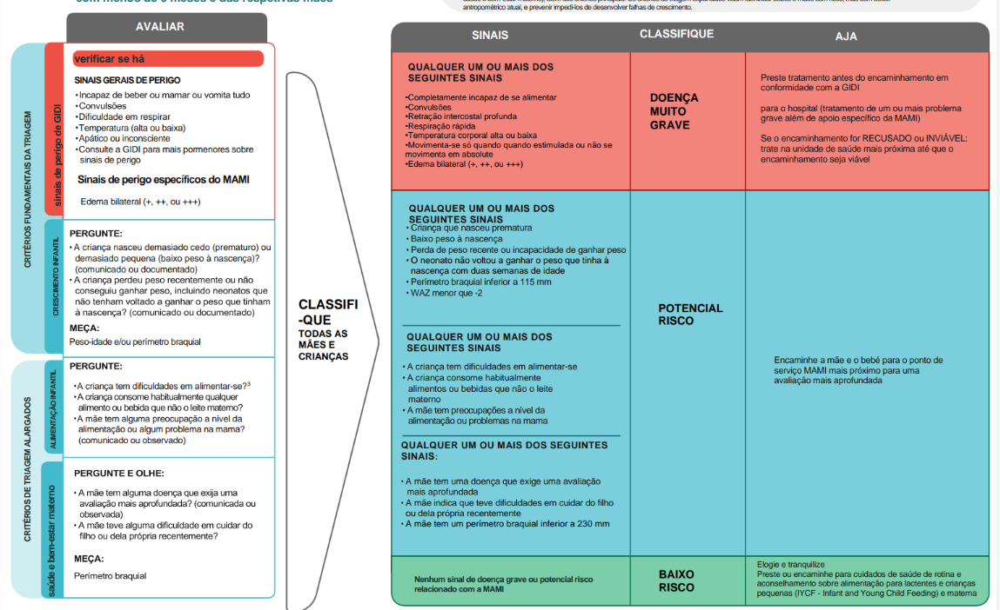 com menos de 6 meses e das respetivas mães
antropométrico atual, e prevenir impedi-los de desenvolver falhas de crescimento.
AVALIAR
CRITÉRIOS FUNDAMENTAIS DA TRIAGEM
sinais de perigo de GIDI
verificar se há
SINAIS GERAIS DE PERIGO
•Incapaz de beber ou mamar ou vomita tudo
•Convulsões
•Dificuldade em respirar
•Temperatura (alta ou baixa)
•Apático ou inconsciente
•Consulte a GIDI para mais pormenores sobre
sinais de perigo
Sinais de perigo específicos do MAMI
Edema bilateral (+, ++, ou +++)
CRESCIMENTO INFANTIL
PERGUNTE:
• A criança nasceu demasiado cedo (prematuro) ou
demasiado pequena (baixo peso à nascença)?
(comunicado ou documentado)
• A criança perdeu peso recentemente ou não
conseguiu ganhar peso, incluindo neonatos que
não tenham voltado a ganhar o peso que tinham
à nascença? (comunicado ou documentado)
MEÇA:
Peso-idade e/ou perímetro braquial
CRITÉRIOS DE TRIAGEM ALARGADOS
ALIMENTAÇÃO INFANTIL
PERGUNTE:
•A criança tem dificuldades em alimentar-se?³
•A criança consome habitualmente qualquer
alimento ou bebida que não o leite materno?
•A mãe tem alguma preocupação a nível da
alimentação ou algum problema na mama?
(comunicado ou observado)
saúde e bem-estar materno
PERGUNTE E OLHE:
• A mãe tem alguma doença que exija uma
avaliação mais aprofundada? (comunicada ou
observada)
• A mãe teve alguma dificuldade em cuidar do
filho ou dela própria recentemente?
MEÇA:
Perímetro braquial
CLASSIFI
-QUE
TODAS AS
MÃES E
CRIANÇAS
SINAIS
CLASSIFIQUE
AJA
QUALQUER UM OU MAIS DOS
SEGUINTES SINAIS
•Completamente incapaz de se alimentar
•Convulsões
•Retração intercostal profunda
•Respiração rápida
•Temperatura corporal alta ou baixa
•Movimenta-se só quando quando estimulada ou não se
movimenta em absolute
•Edema bilateral (+, ++, ou +++)
DOENÇA
MUITO
GRAVE
Preste tratamento antes do encaminhamento em
conformidade com a GIDI
para o hospital (tratamento de um ou mais problema
grave além de apoio específico da MAMI)
Se o encaminhamento for RECUSADO ou INVIÁVEL:
trate na unidade de saúde mais próxima até que o
encaminhamento seja viável
QUALQUER UM OU MAIS DOS
SEGUINTES SINAIS
• Criança que nasceu prematura
• Baixo peso à nascença
• Perda de peso recente ou incapacidade de ganhar peso
• O neonato não voltou a ganhar o peso que tinha à
nascença com duas semanas de idade
• Perímetro braquial inferior a 115 mm
• WAZ menor que -2
QUALQUER UM OU MAIS DOS
SEGUINTES SINAIS
• A criança tem dificuldades em alimentar-se
• A criança consome habitualmente
alimentos ou bebidas que não o leite
materno
• A mãe tem preocupações a nível da
alimentação ou problemas na mama
QUALQUER UM OU MAIS DOS SEGUINTES
SINAIS:
• A mãe tem uma doença que exige uma avaliação
mais aprofundada
• A mãe indica que teve dificuldades em cuidar do filho
ou dela própria recentemente
• A mãe tem um perímetro braquial inferior a 230 mm
POTENCIAL
RISCO
Encaminhe a mãe e o bebé para o ponto de
serviço MAMI mais próximo para uma
avaliação mais aprofundada
Nenhum sinal de doença grave ou potencial risco
relacionado com a MAMI
BAIXO
RISCO
Elogie e tranquilize
Preste ou encaminhe para cuidados de saúde de rotina e
aconselhamento sobre alimentação para lactentes e crianças
pequenas (IYCF - Infant and Young Child Feeding) e materna